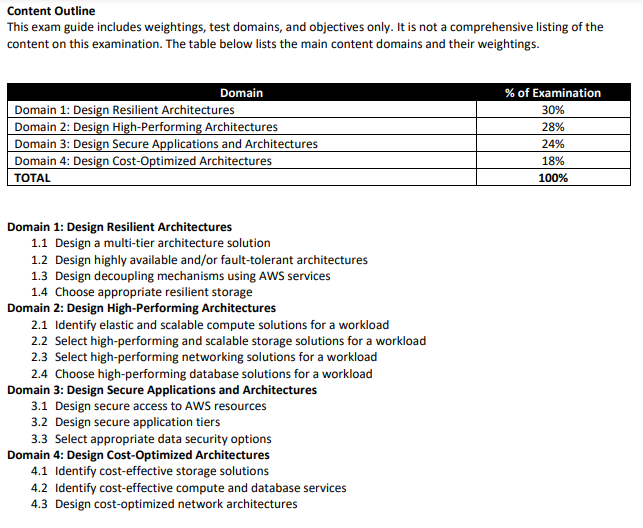 Content Outline
This exam guide includes weightings, test domains, and objectives only. It is not a comprehensive listing of the
content on this examination. The table below lists the main content domains and their weightings.
Domain % of Examination
Domain 1: Design Resilient Architectures 30%
Domain 2: Design High-Performing Architectures 28%
Domain 3: Design Secure Applications and Architectures 24%
Domain 4: Design Cost-Optimized Architectures 18%
TOTAL 100%
Domain 1: Design Resilient Architectures
1.1 Design a multi-tier architecture solution
1.2 Design highly available and/or fault-tolerant architectures
1.3 Design decoupling mechanisms using AWS services
1.4 Choose appropriate resilient storage
Domain 2: Design High-Performing Architectures
2.1 Identify elastic and scalable compute solutions for a workload
2.2 Select high-performing and scalable storage solutions for a workload
2.3 Select high-performing networking solutions for a workload
2.4 Choose high-performing database solutions for a workload
Domain 3: Design Secure Applications and Architectures
3.1 Design secure access to AWS resources
3.2 Design secure application tiers
3.3 Select appropriate data security options
Domain 4: Design Cost-Optimized Architectures
4.1 Identify cost-effective storage solutions
4.2 Identify cost-effective compute and database services
4.3 Design cost-optimized network architectures